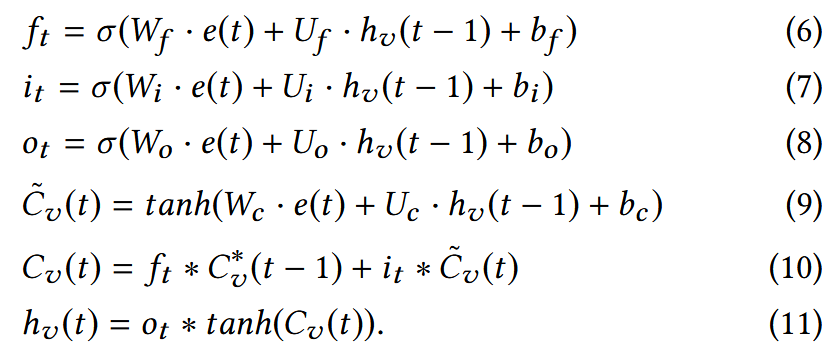 f_t = σ(W_f · e(t) + U_f · h_v(t − 1) + b_f) (6)
i_t = σ(W_i · e(t) + U_i · h_v(t − 1) + b_i) (7)
o_t = σ(W_o · e(t) + U_o · h_v(t − 1) + b_o) (8)
C̃_v(t) = tanh(W_c · e(t) + U_c · h_v(t − 1) + b_c) (9)
C_v(t) = f_t ∗ C_v^∗(t − 1) + i_t ∗ C̃_v(t) (10)
h_v(t) = o_t ∗ tanh(C_v(t)). (11)